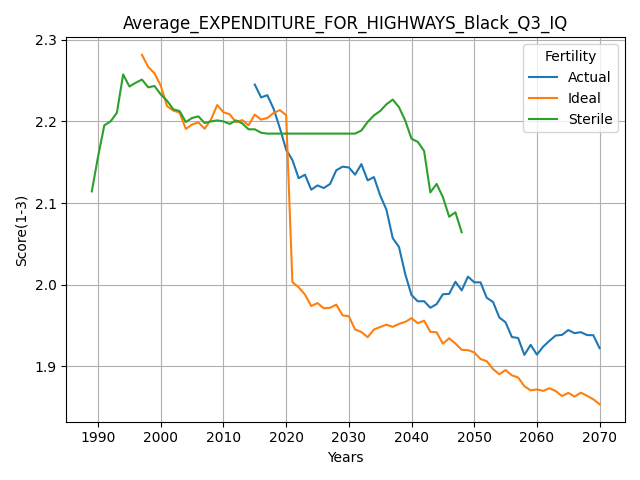 Average_EXPENDITURE_FOR_HIGHWAYS_Black_Q3_IQ
Fertility
Actual
Ideal
Sterile
Score(1-3)
2.3
2.2
2.1
2.0
1.9
1990 2000 2010 2020 2030 2040 2050 2060 2070
Years